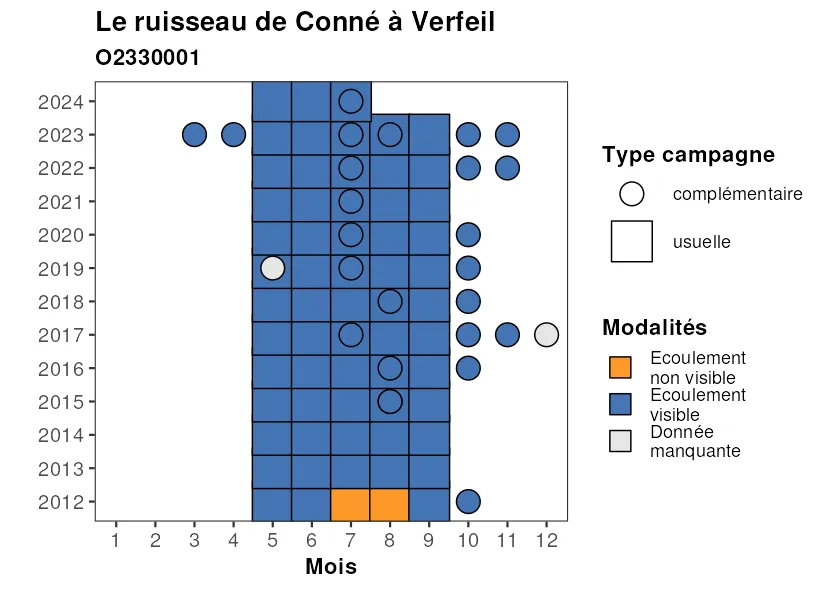 Le ruisseau de Conné à Verfeil
O2330001
2024
2023
2022
2021
2020
2019
2018
2017
2016
2015
2014
2013
2012
1 2 3 4 5 6 7 8 9 10 11 12
Mois
Type campagne
complémentaire
usuelle
Modalités
Ecoulement
non visible
Ecoulement
visible
Donnée
manquante